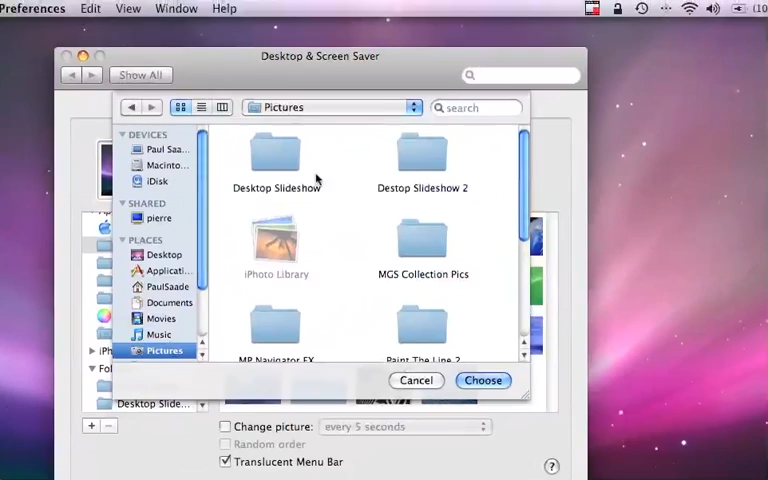 Preferences Edit View Window Help
Desktop & Screen Saver
Show All
Pictures
search
DEVICES
Paul Saa...
Macinto...
iDisk
SHARED
pierre
PLACES
Desktop
Applicati...
PaulSaade
Documents
Movies
Music
Pictures
Desktop Slideshow
Destop Slideshow 2
iPhoto Library
MGS Collection Pics
MP Navigator EX
Paint The Line 2
Cancel
Choose
Desktop Slide...
Change picture:
every 5 seconds
Random order
Translucent Menu Bar
?